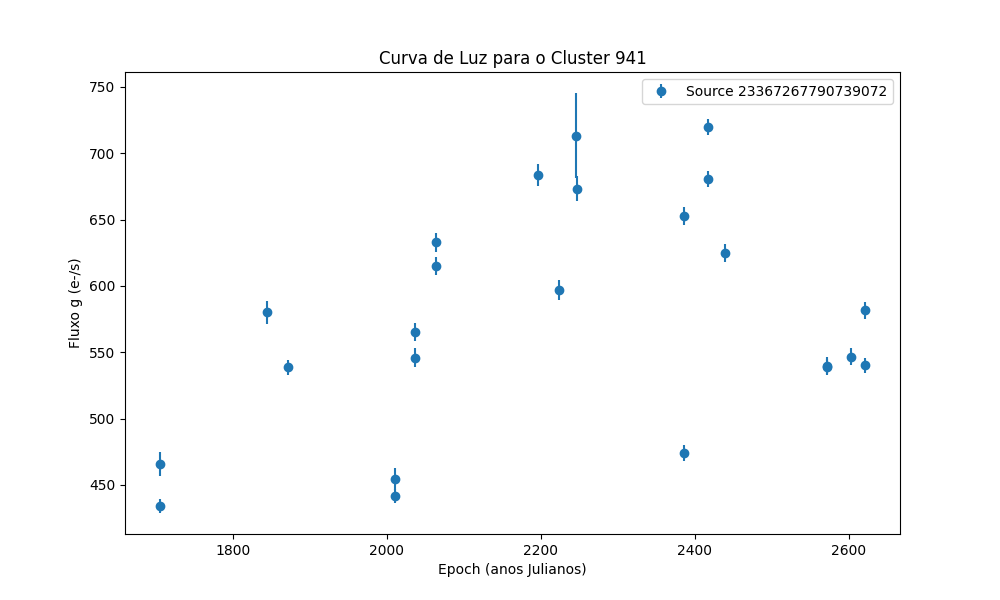 Curva de Luz para o Cluster 941
Source 23367267790739072
750
700
650
600
550
500
450
Fluxo g (e-/s)
1800 2000 2200 2400 2600
Epoch (anos Julianos)